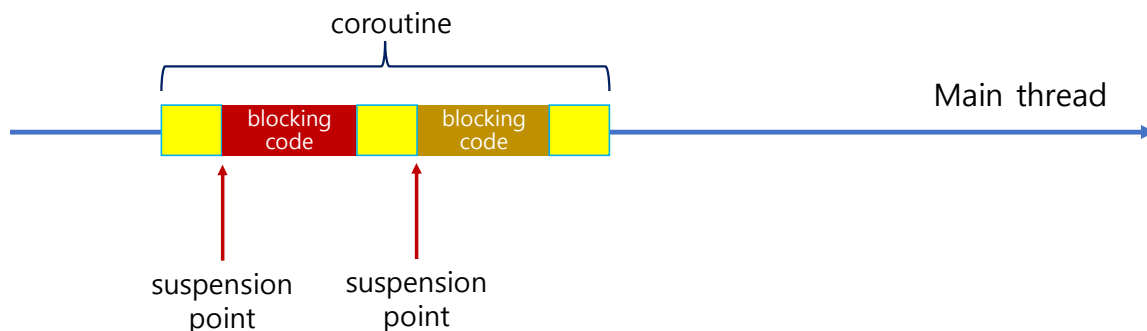 coroutine
Main thread
blocking
code
blocking
code
suspension
point
suspension
point